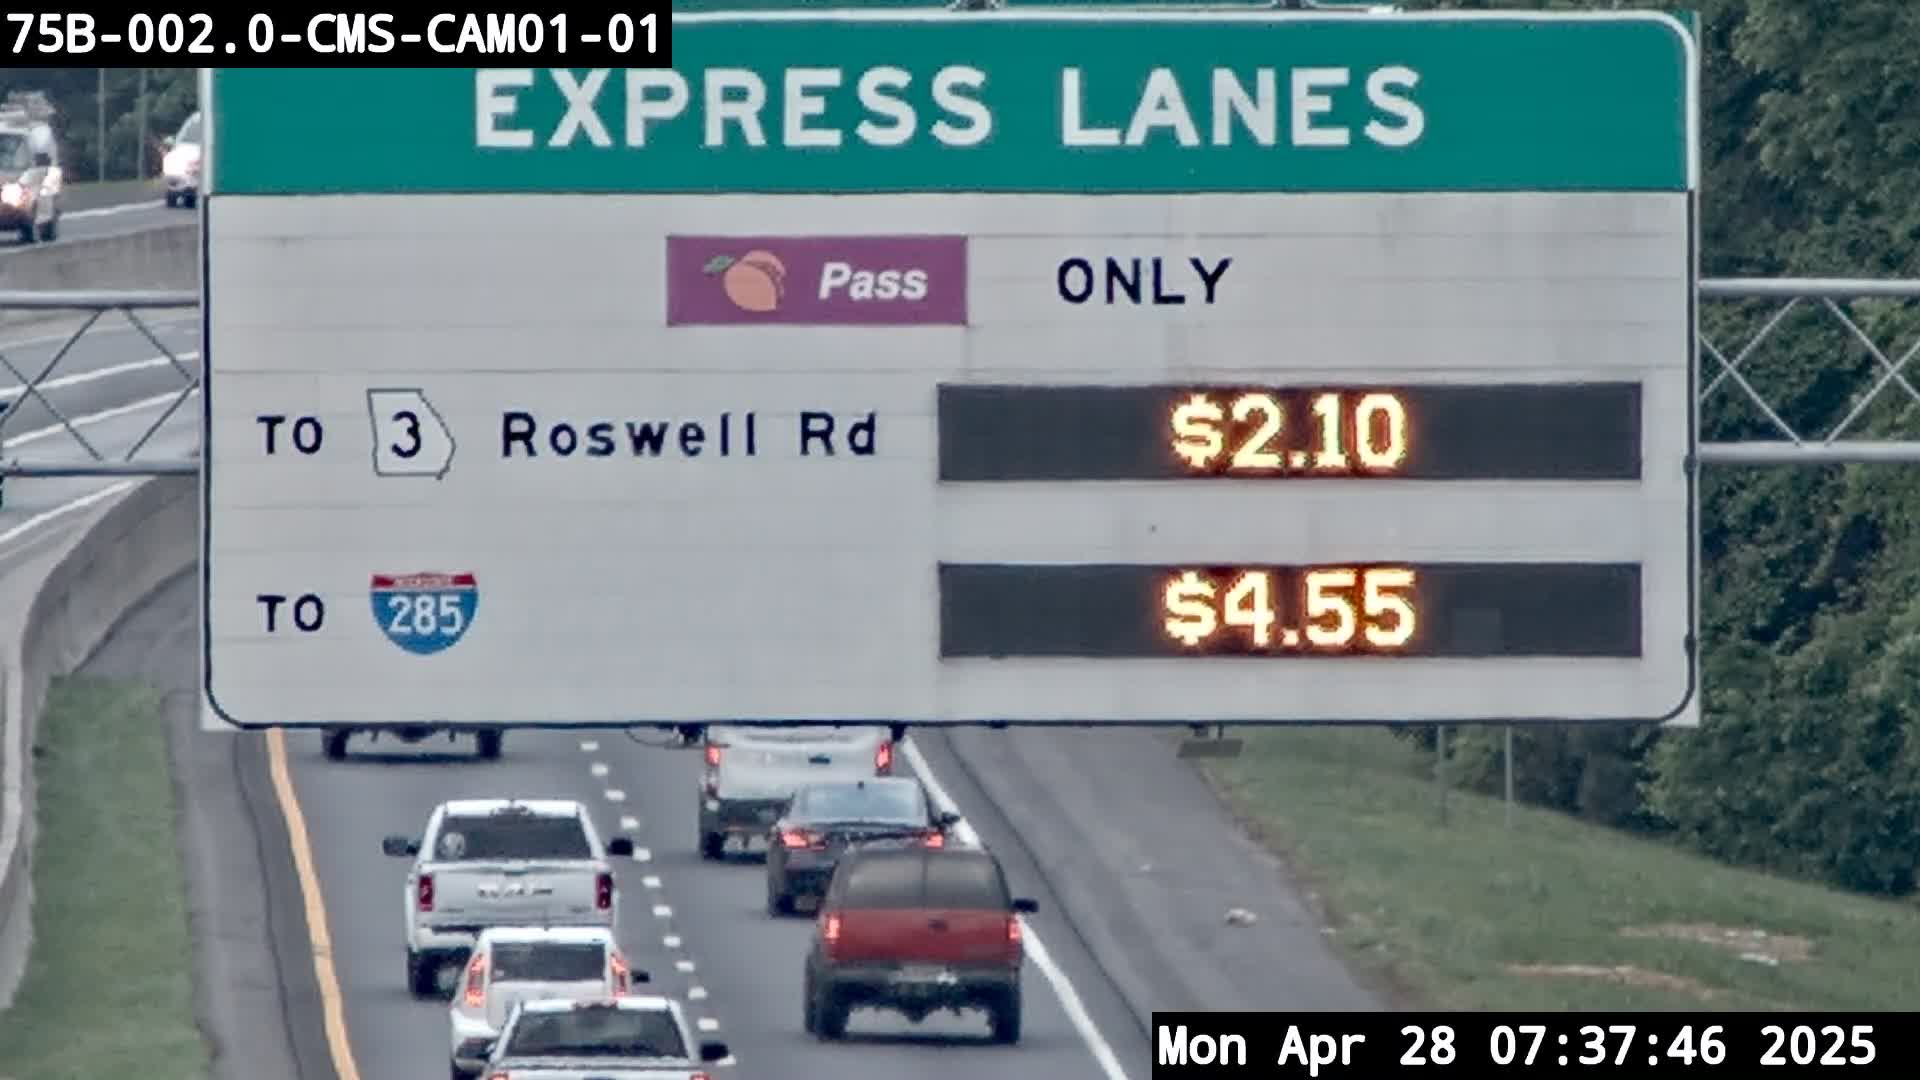 75B-002.0-CMS-CAM01-01
EXPRESS LANES
Pass ONLY
TO 3 Roswell Rd $2.10
TO 285 $4.55
Mon Apr 28 07:37:46 2025